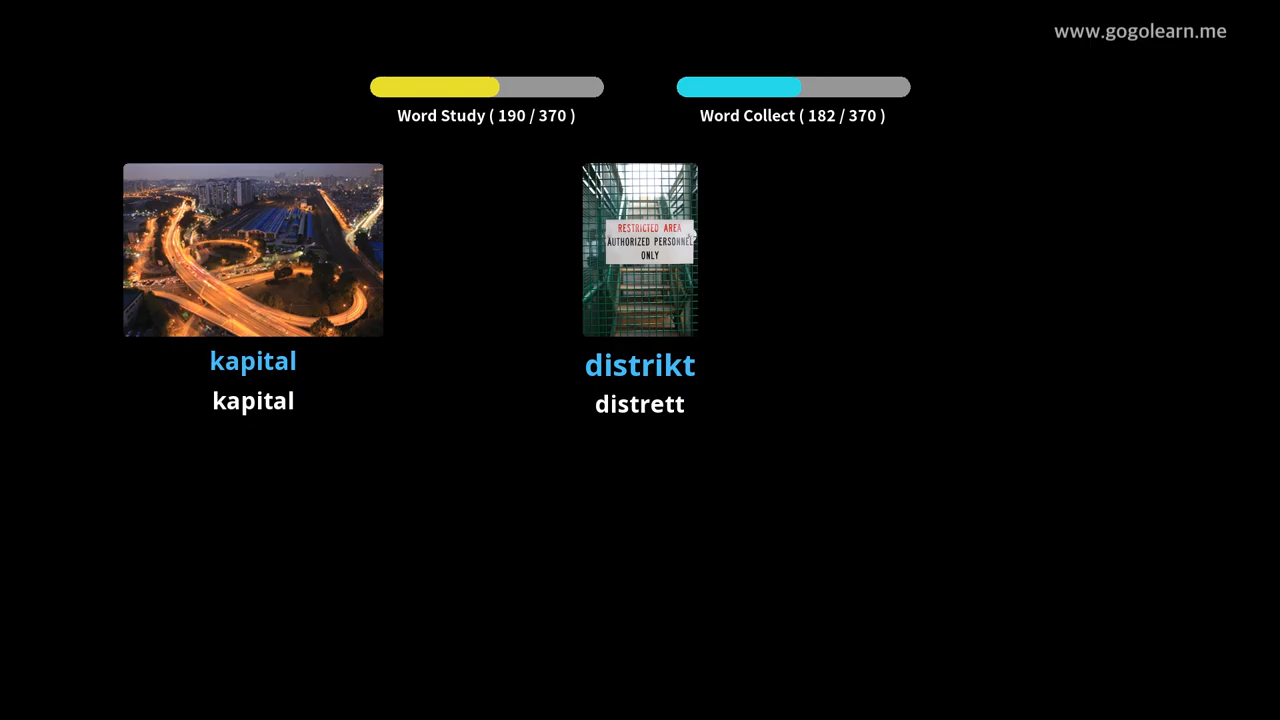 www.gogolearn.me
Word Study ( 190 / 370 )
Word Collect ( 182 / 370 )
RESTRICTED AREA
AUTHORIZED PERSONNEL
ONLY
kapital
kapital
distrikt
distrett